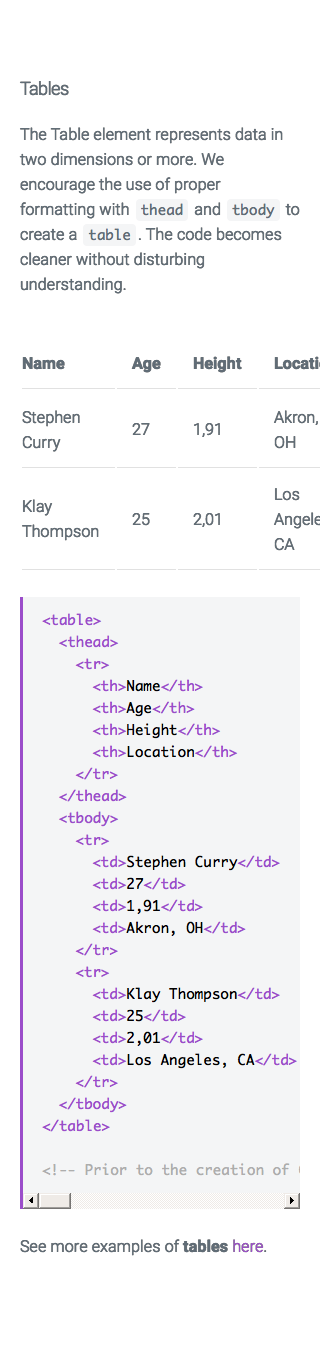 Tables
The Table element represents data in
two dimensions or more. We
encourage the use of proper
formatting with thead and tbody to
create a table . The code becomes
cleaner without disturbing
understanding.
Name Age Height Locati
Stephen
Curry
27 1,91 Akron,
OH
Klay
Thompson
25 2,01 Los
Angele
CA
<table>
  <thead>
    <tr>
      <th>Name</th>
      <th>Age</th>
      <th>Height</th>
      <th>Location</th>
    </tr>
  </thead>
  <tbody>
    <tr>
      <td>Stephen Curry</td>
      <td>27</td>
      <td>1,91</td>
      <td>Akron, OH</td>
    </tr>
    <tr>
      <td>Klay Thompson</td>
      <td>25</td>
      <td>2,01</td>
      <td>Los Angeles, CA</td>
    </tr>
  </tbody>
</table>
<!-- Prior to the creation of
See more examples of tables here.